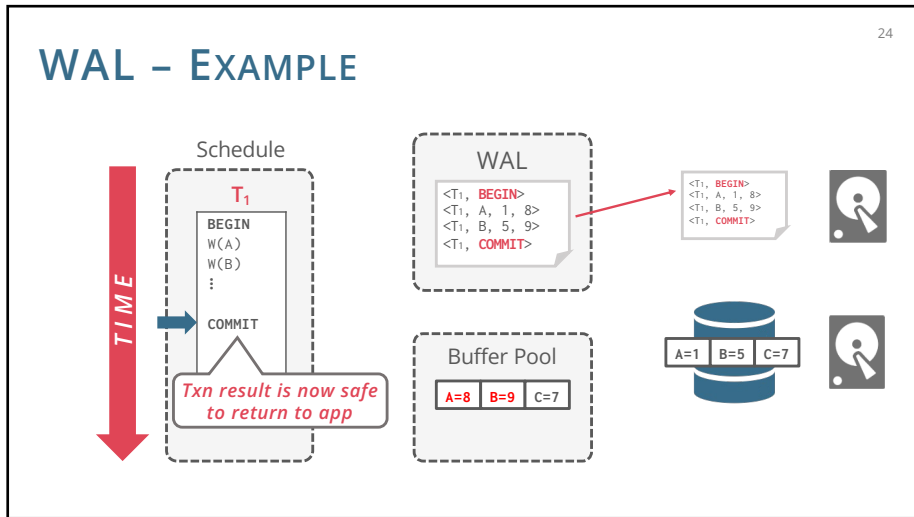 24
WAL – EXAMPLE
TIME
Schedule
T1
BEGIN
W(A)
W(B)
⋮
COMMIT
Txn result is now safe
to return to app
WAL
<T1, BEGIN>
<T1, A, 1, 8>
<T1, B, 5, 9>
<T1, COMMIT>
<T1, BEGIN>
<T1, A, 1, 8>
<T1, B, 5, 9>
<T1, COMMIT>
Buffer Pool
A=8 B=9 C=7
A=1 B=5 C=7